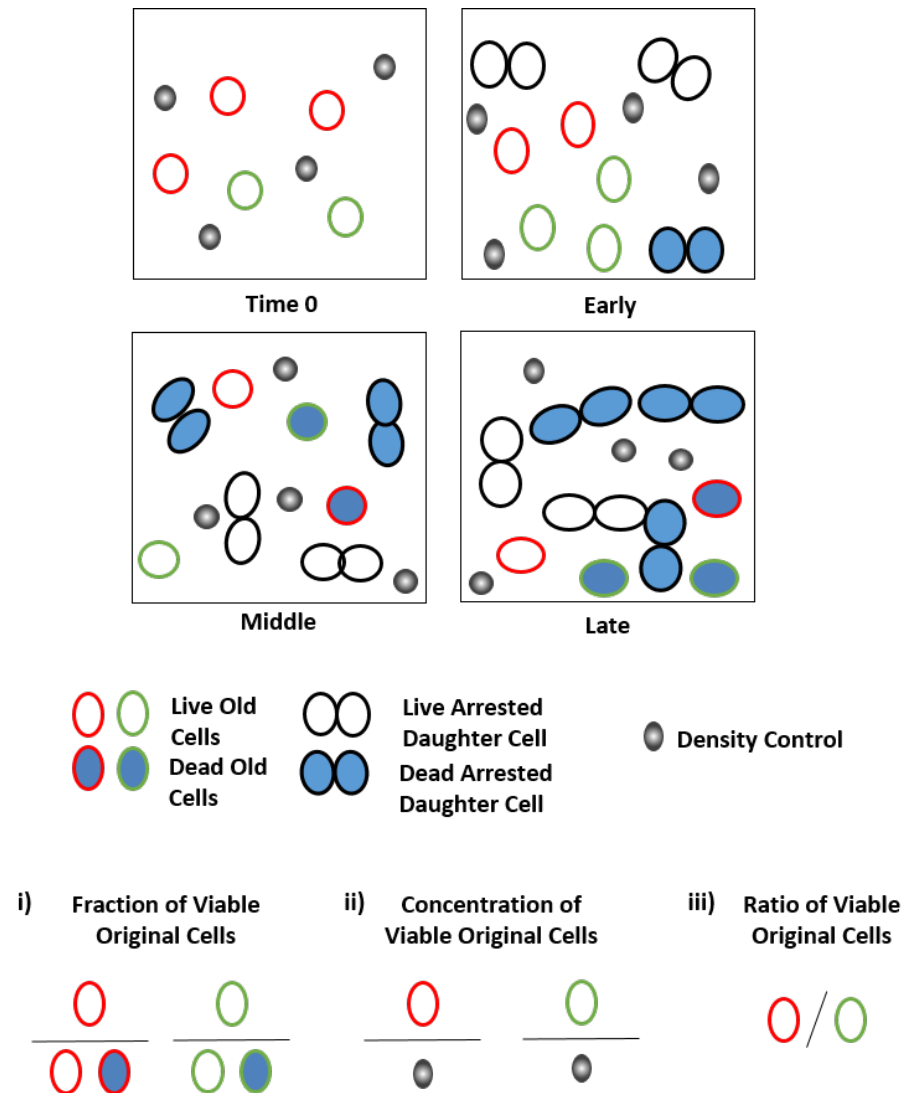 Time 0
Early
Middle
Late
Live Old
Cells
Dead Old
Cells
Live Arrested
Daughter Cell
Dead Arrested
Daughter Cell
Density Control
i) Fraction of Viable
Original Cells
ii) Concentration of
Viable Original Cells
iii) Ratio of Viable
Original Cells